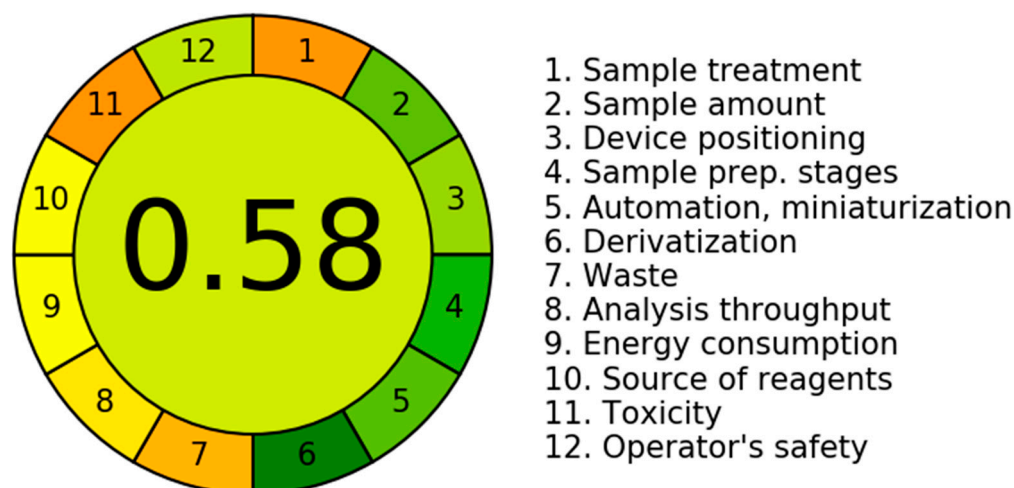 12
1
11
2
10
3
0.58
9
4
8
5
7
6
1. Sample treatment
2. Sample amount
3. Device positioning
4. Sample prep. stages
5. Automation, miniaturization
6. Derivatization
7. Waste
8. Analysis throughput
9. Energy consumption
10. Source of reagents
11. Toxicity
12. Operator's safety